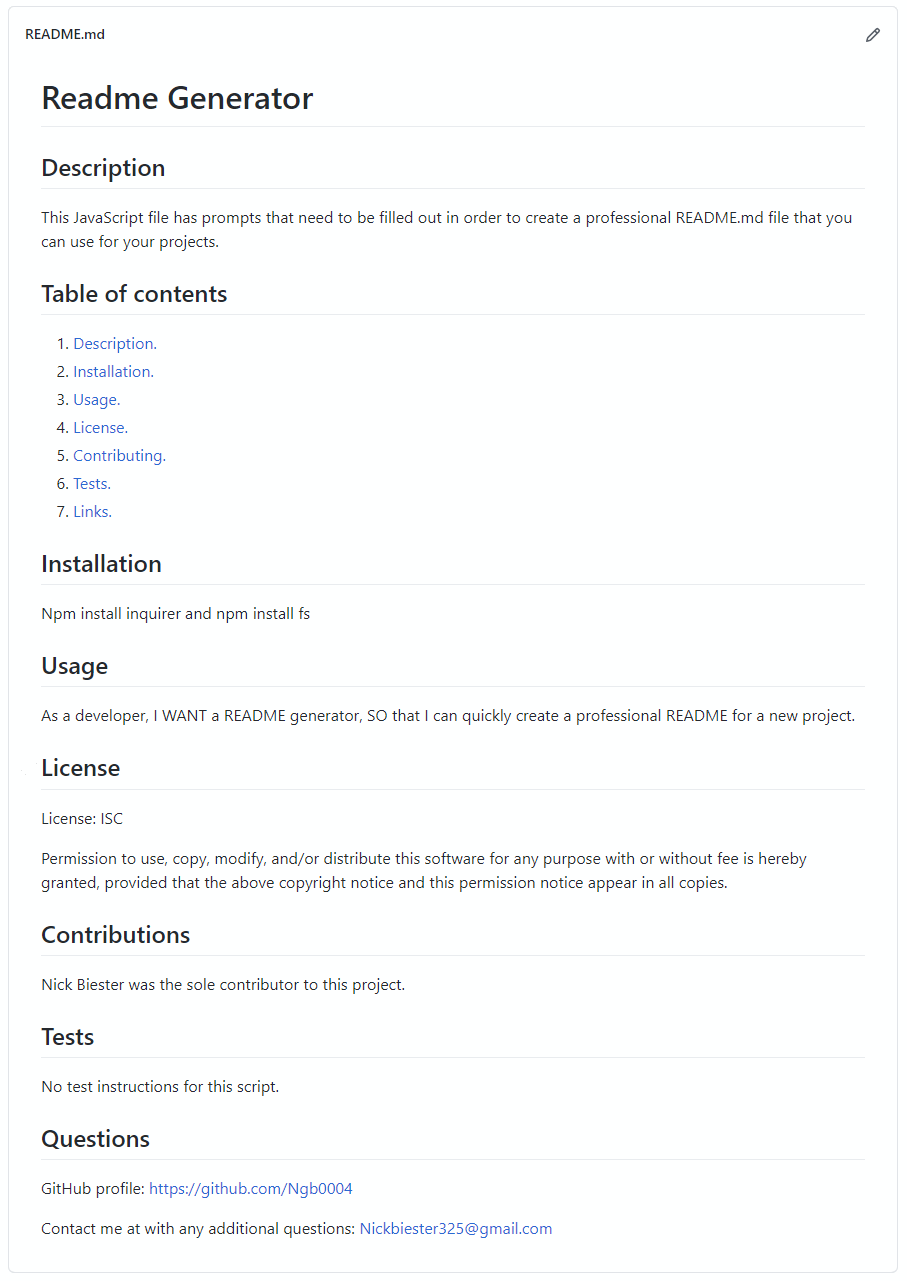 README.md
Readme Generator
Description
This JavaScript file has prompts that need to be filled out in order to create a professional README.md file that you
can use for your projects.
Table of contents
1. Description.
2. Installation.
3. Usage.
4. License.
5. Contributing.
6. Tests.
7. Links.
Installation
Npm install inquirer and npm install fs
Usage
As a developer, I WANT a README generator, SO that I can quickly create a professional README for a new project.
License
License: ISC
Permission to use, copy, modify, and/or distribute this software for any purpose with or without fee is hereby
granted, provided that the above copyright notice and this permission notice appear in all copies.
Contributions
Nick Biester was the sole contributor to this project.
Tests
No test instructions for this script.
Questions
GitHub profile: https://github.com/Ngb0004
Contact me at with any additional questions: Nickbiester325@gmail.com